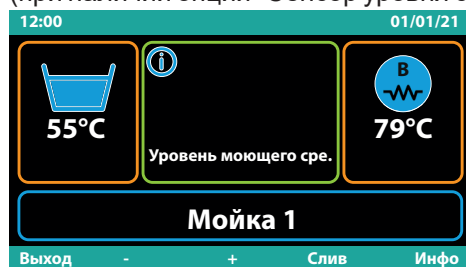 12:00 01/01/21
B
55°C 79°C
Уровень моющего сре.
Мойка 1
Выход - + Слив Инфо